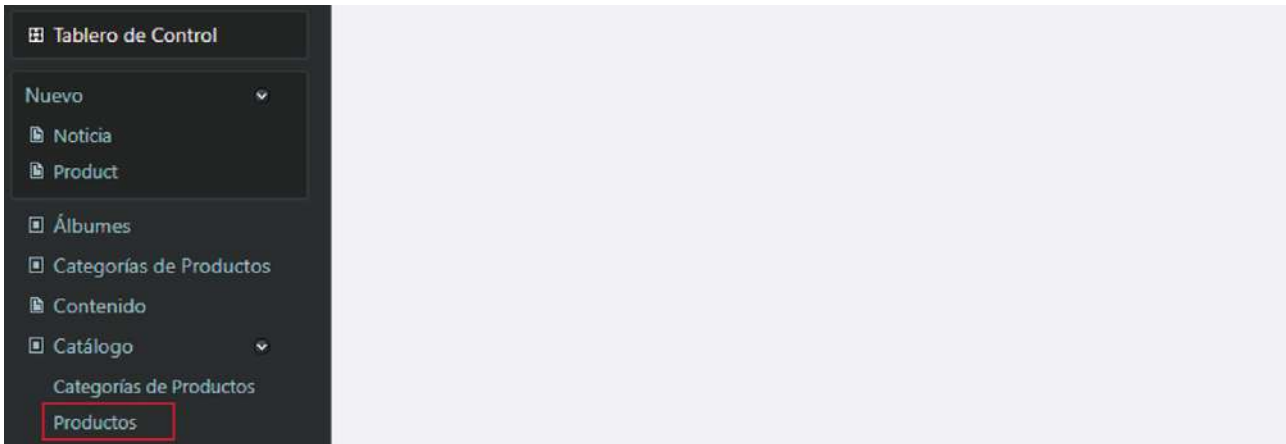 Tablero de Control
Nuevo
Noticia
Product
Álbumes
Categorías de Productos
Contenido
Catálogo
Categorías de Productos
Productos